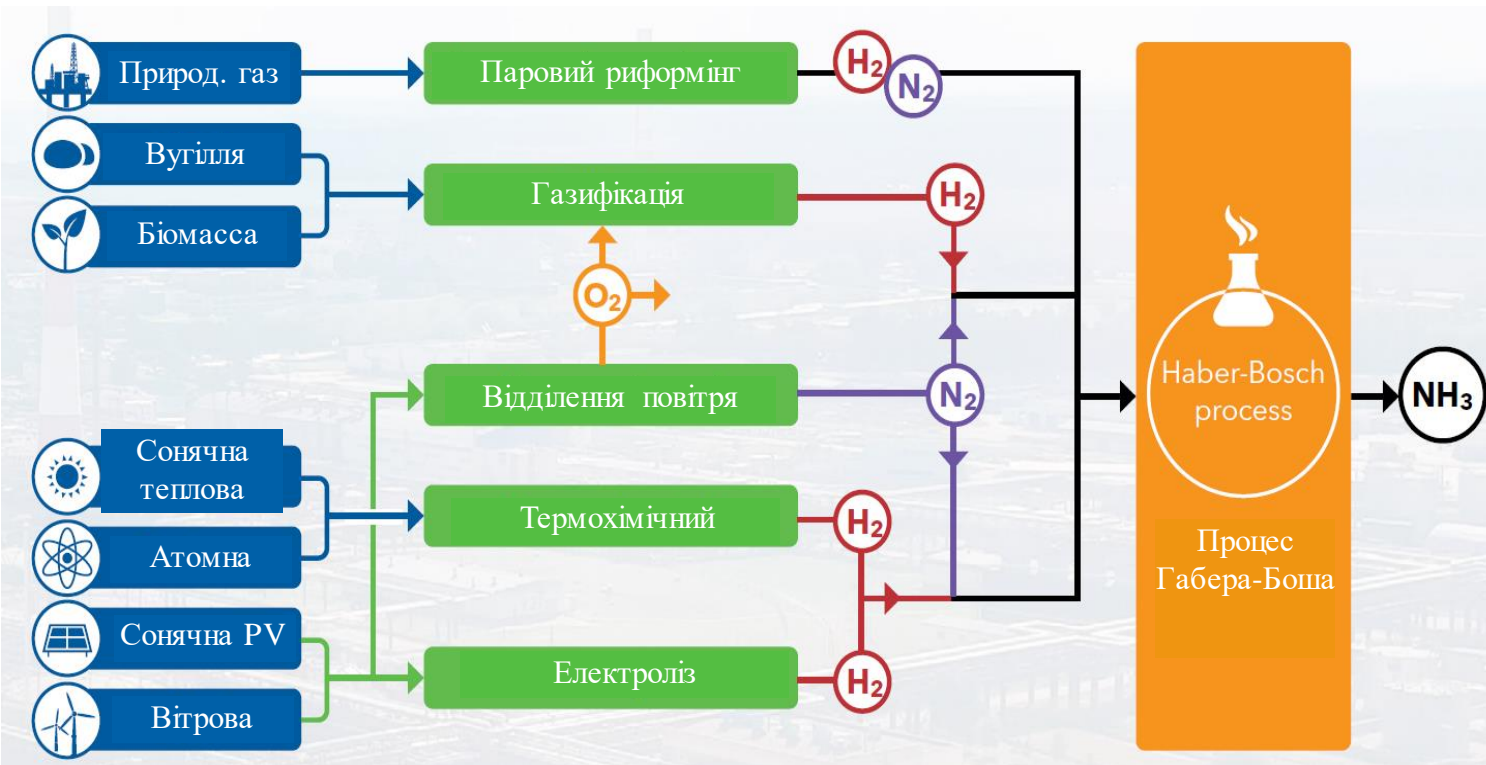 Природ. газ
Паровий риформінг
H₂
N₂
Вугілля
Біомасса
Газифікація
H₂
O₂
Відділення повітря
N₂
Сонячна
теплова
Атомна
Термохімічний
H₂
Сонячна PV
Вітрова
Електроліз
H₂
Haber-Bosch
process
Процес
Габера-Боша
NH₃